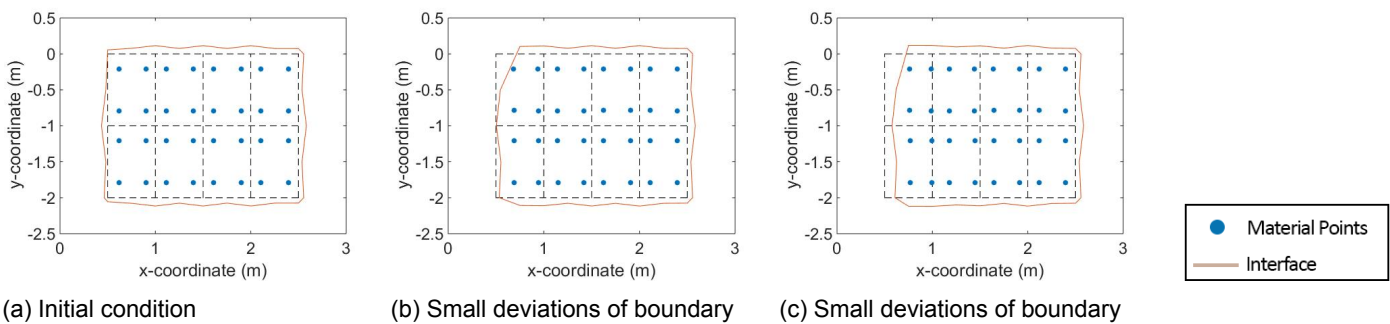 0.5
0
-0.5
-1
-1.5
-2
-2.5
y-coordinate (m)
0 1 2 3
x-coordinate (m)
(a) Initial condition
0.5
0
-0.5
-1
-1.5
-2
-2.5
y-coordinate (m)
0 1 2 3
x-coordinate (m)
(b) Small deviations of boundary
0.5
0
-0.5
-1
-1.5
-2
-2.5
y-coordinate (m)
0 1 2 3
x-coordinate (m)
(c) Small deviations of boundary
Material Points
Interface